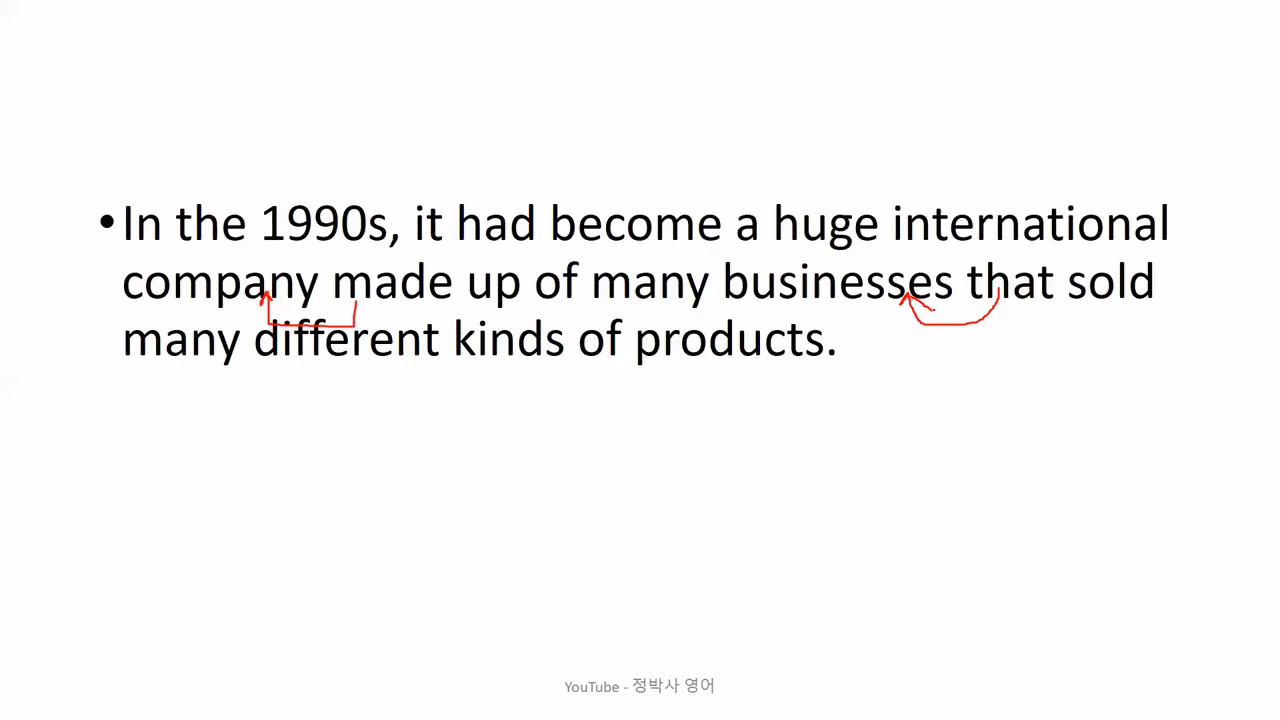 •In the 1990s, it had become a huge international
company made up of many businesses that sold
many different kinds of products.
YouTube - 정박사 영어